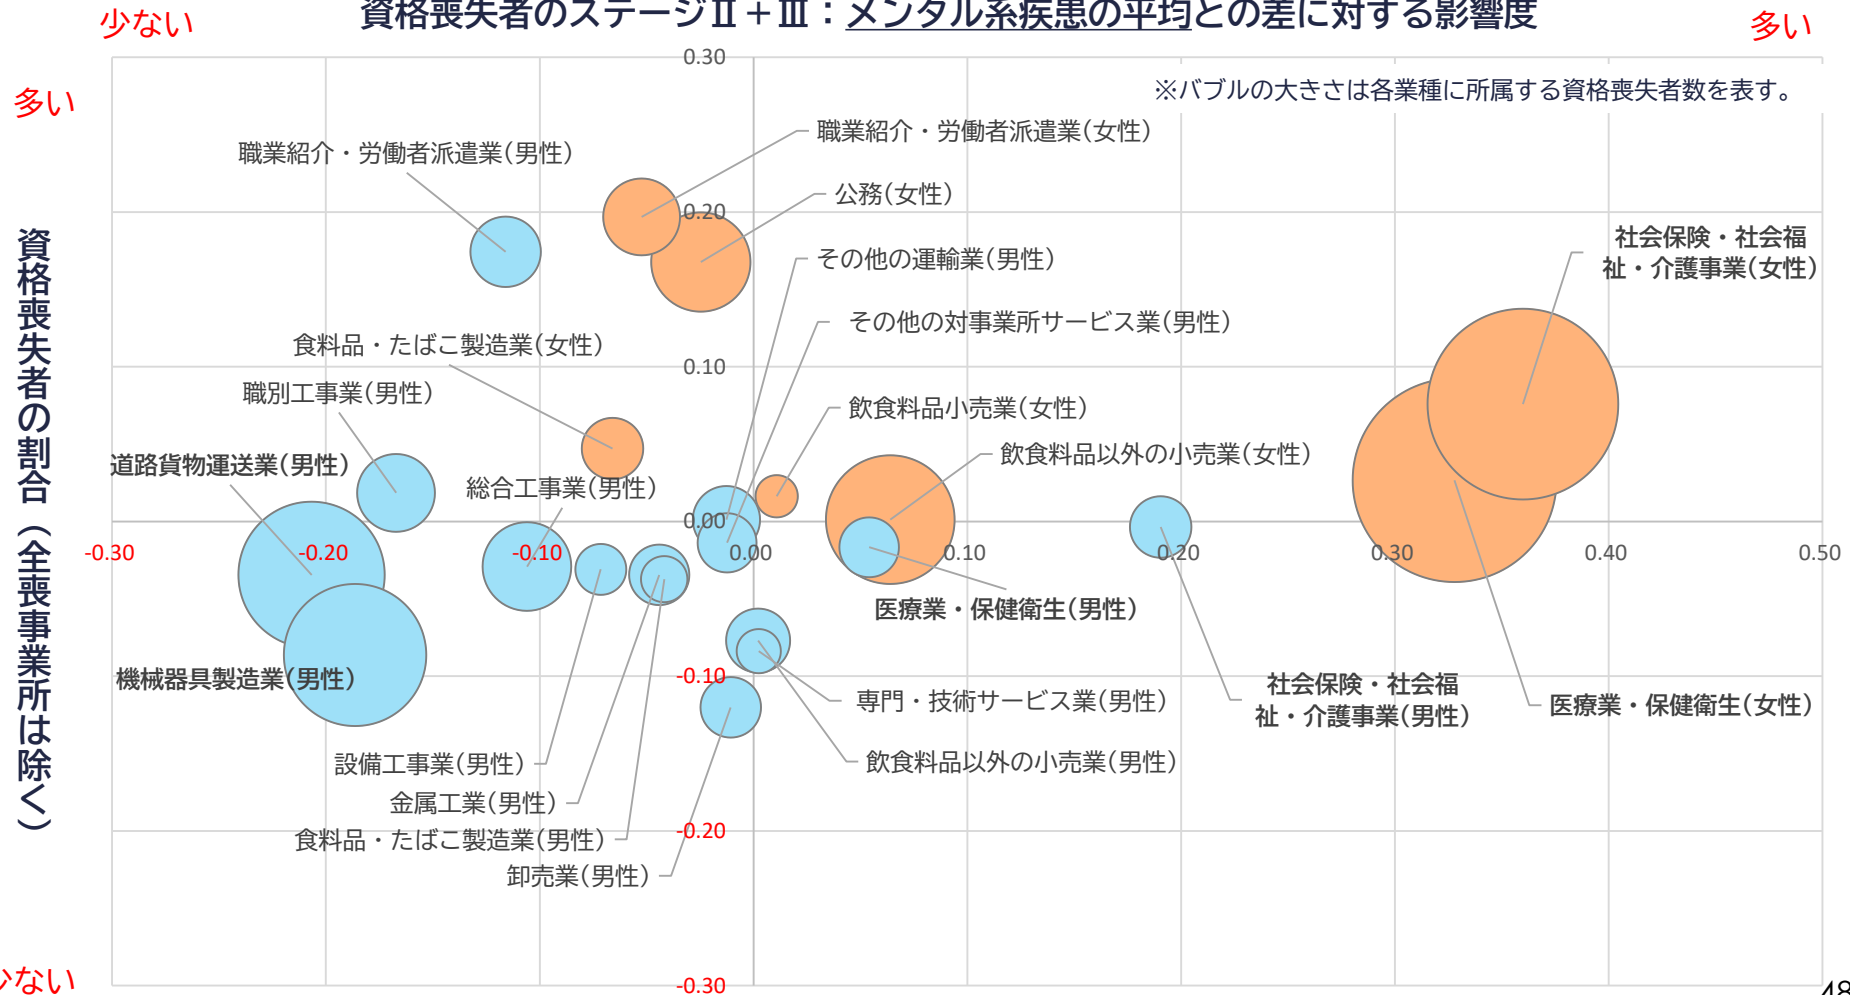 資格喪失者のステージⅡ+Ⅲ：メンタル系疾患の平均との差に対する影響度
少ない
多い
多い
0.30
※バブルの大きさは各業種に所属する資格喪失者数を表す。
職業紹介・労働者派遣業(女性)
職業紹介・労働者派遣業(男性)
公務(女性)
0.20
社会保険・社会福
祉・介護事業(女性)
その他の運輸業(男性)
その他の対事業所サービス業(男性)
食料品・たばこ製造業(女性)
0.10
職別工事業(男性)
飲食料品小売業(女性)
飲食料品以外の小売業(女性)
道路貨物運送業(男性)
総合工事業(男性)
0.00
-0.30
-0.20
-0.10
0.00
0.10
0.20
0.30
0.40
0.50
医療業・保健衛生(男性)
機械器具製造業(男性)
-0.10
社会保険・社会福
祉・介護事業(男性)
専門・技術サービス業(男性)
医療業・保健衛生(女性)
設備工事業(男性)
飲食料品以外の小売業(男性)
金属工業(男性)
-0.20
食料品・たばこ製造業(男性)
卸売業(男性)
資格喪失者の割合（全喪事業所は除く）
少ない
-0.30
48